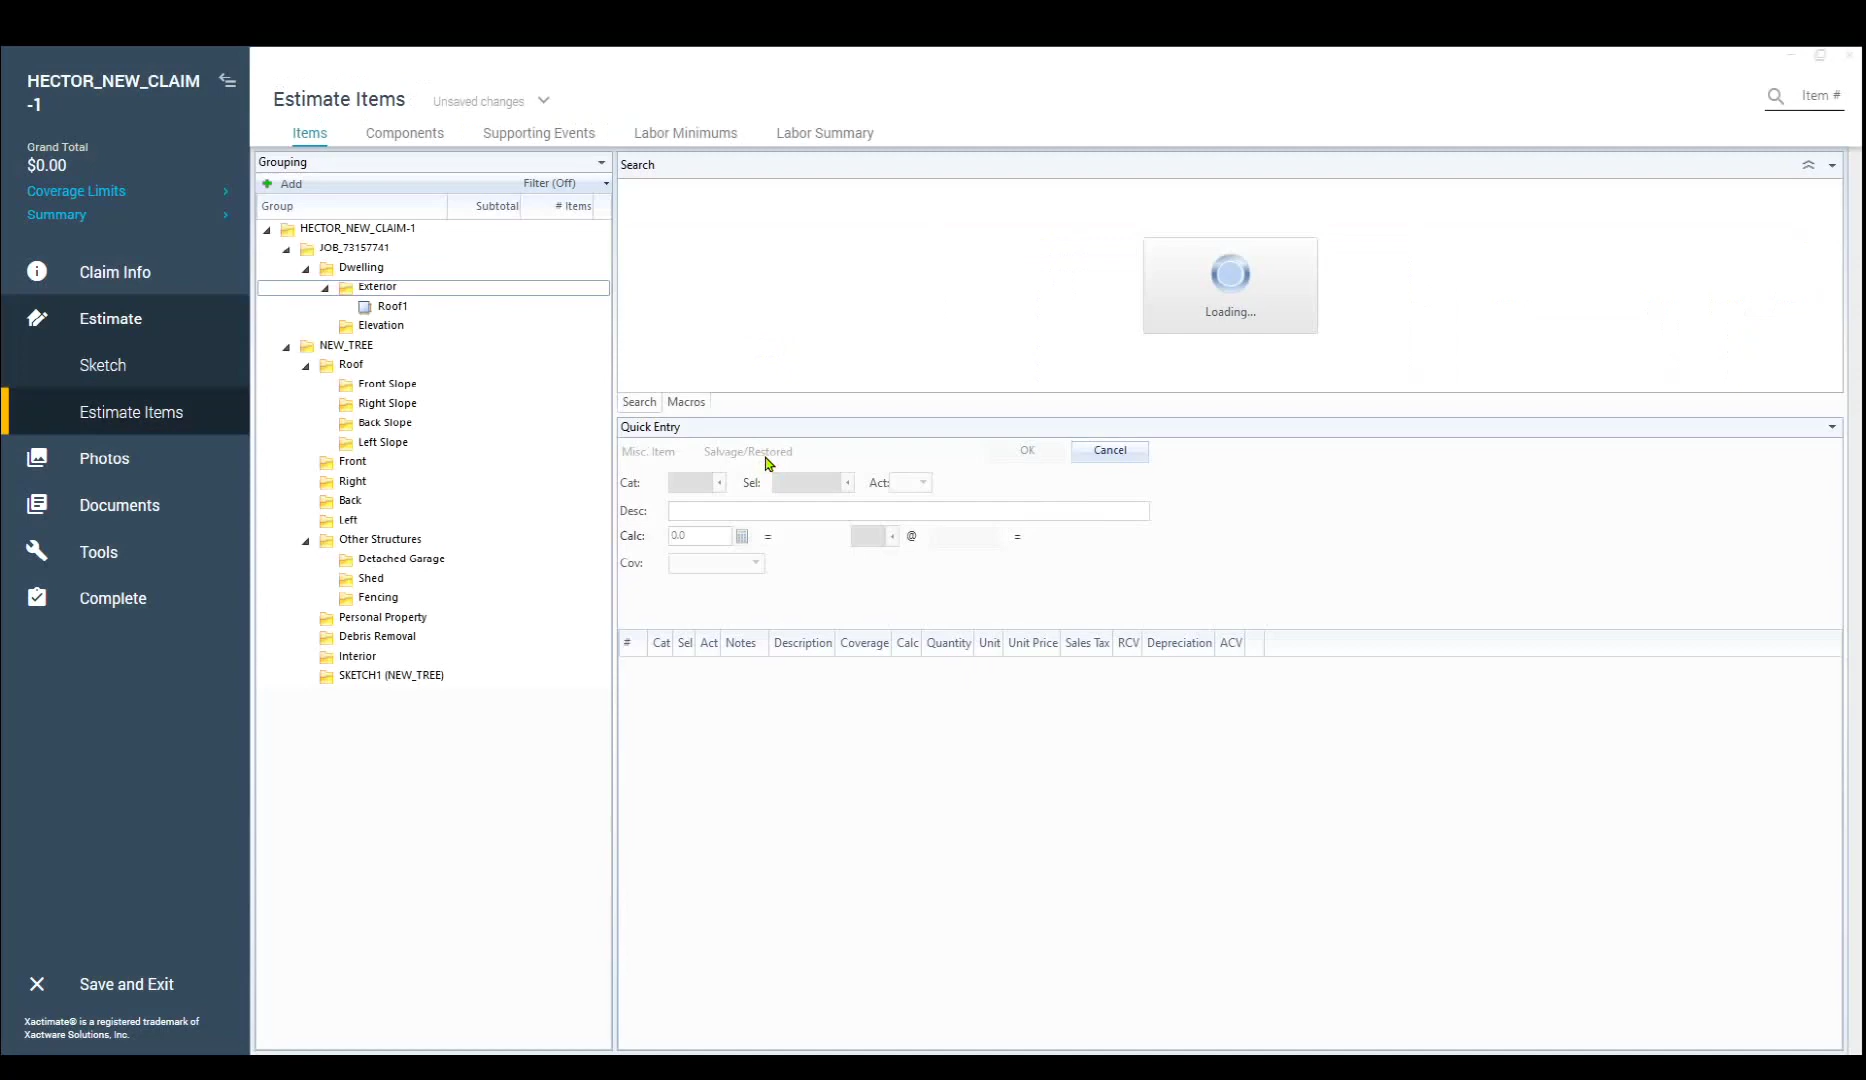 HECTOR_NEW_CLAIM
-1
Grand Total
$0.00
Coverage Limits
Summary
Claim Info
Estimate
Sketch
Estimate Items
Photos
Documents
Tools
Complete
Save and Exit
Xactimate® is a registered trademark of
Xactware Solutions, Inc.
Estimate Items Unsaved changes
Item #
Items Components Supporting Events Labor Minimums Labor Summary
Grouping
Add Filter (Off)
Group Subtotal # Items
HECTOR_NEW_CLAIM-1
JOB_73157741
Dwelling
Exterior
Roof1
Elevation
NEW_TREE
Roof
Front Slope
Right Slope
Back Slope
Left Slope
Front
Right
Back
Left
Other Structures
Detached Garage
Shed
Fencing
Personal Property
Debris Removal
Interior
SKETCH1 (NEW_TREE)
Search
Loading...
Search Macros
Quick Entry
Misc. Item Salvage/Restored OK Cancel
Cat: Sel: Act:
Desc:
Calc: 0.0 = @ =
Cov:
# Cat Sel Act Notes Description Coverage Calc Quantity Unit Unit Price Sales Tax RCV Depreciation ACV